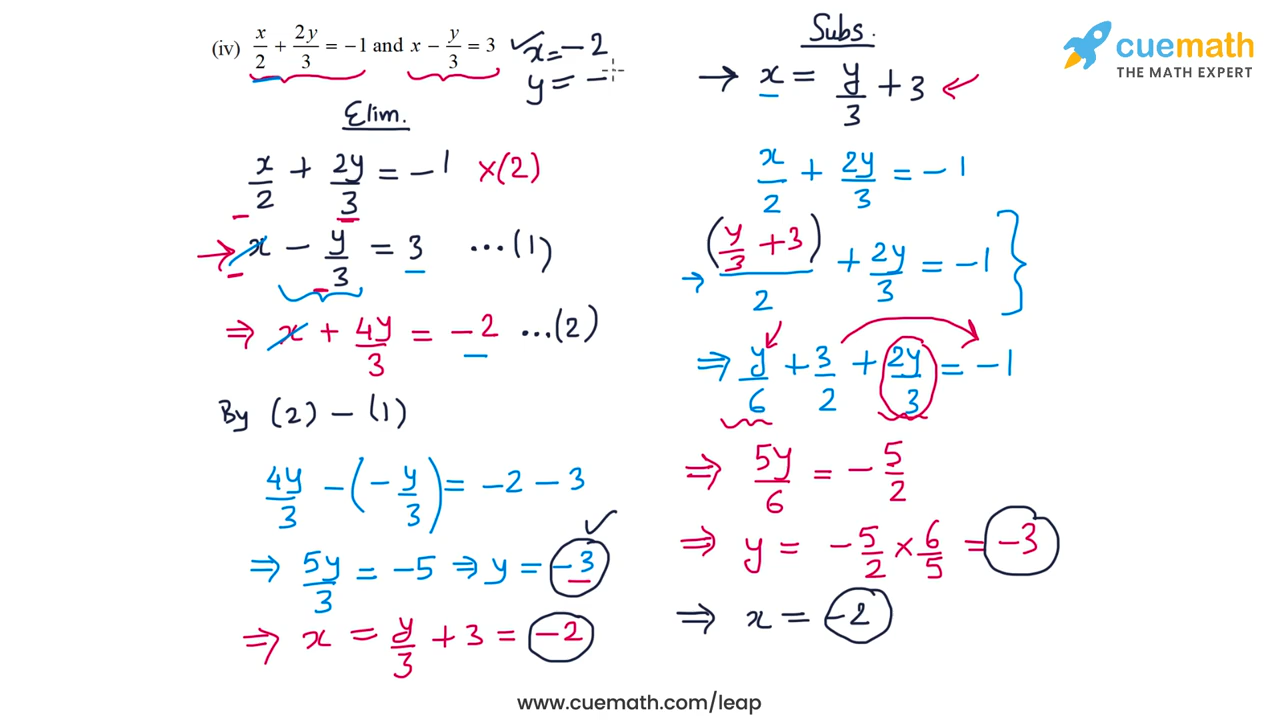 (iv) x/2 + 2y/3 = −1 and x − y/3 = 3
x = −2
y = −
Elim.
x/2 + 2y/3 = −1 ×(2)
→ x − y/3 = 3 ...(1)
⇒ x + 4y/3 = −2 ...(2)
By (2) − (1)
4y/3 − (−y/3) = −2 − 3
⇒ 5y/3 = −5 ⇒ y = −3
⇒ x = y/3 + 3 = −2
Subs.
→ x = y/3 + 3
x/2 + 2y/3 = −1
→ (y/3 + 3)/2 + 2y/3 = −1
⇒ y/6 + 3/2 + 2y/3 = −1
⇒ 5y/6 = −5/2
⇒ y = −5/2 × 6/5 = −3
⇒ x = −2
cuemath
THE MATH EXPERT
www.cuemath.com/leap